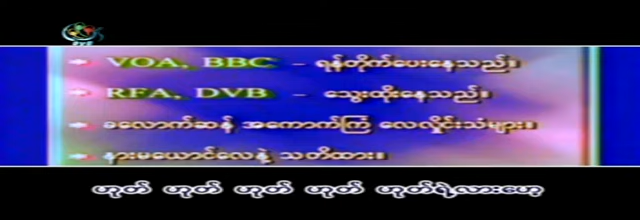 VOA, BBC – ရန်တိုက်ပေးနေသည်။
RFA, DVB – သွေးထိုးနေသည်။
ခလောက်ဆန် အကောက်ကြံ လေလှိုင်းသံများ။
နားမယောင်လေနဲ့ သတိထား။
ဟုတ် ဟုတ် ဟုတ် ဟုတ် ဟုတ်ရဲ့လားဟေ့